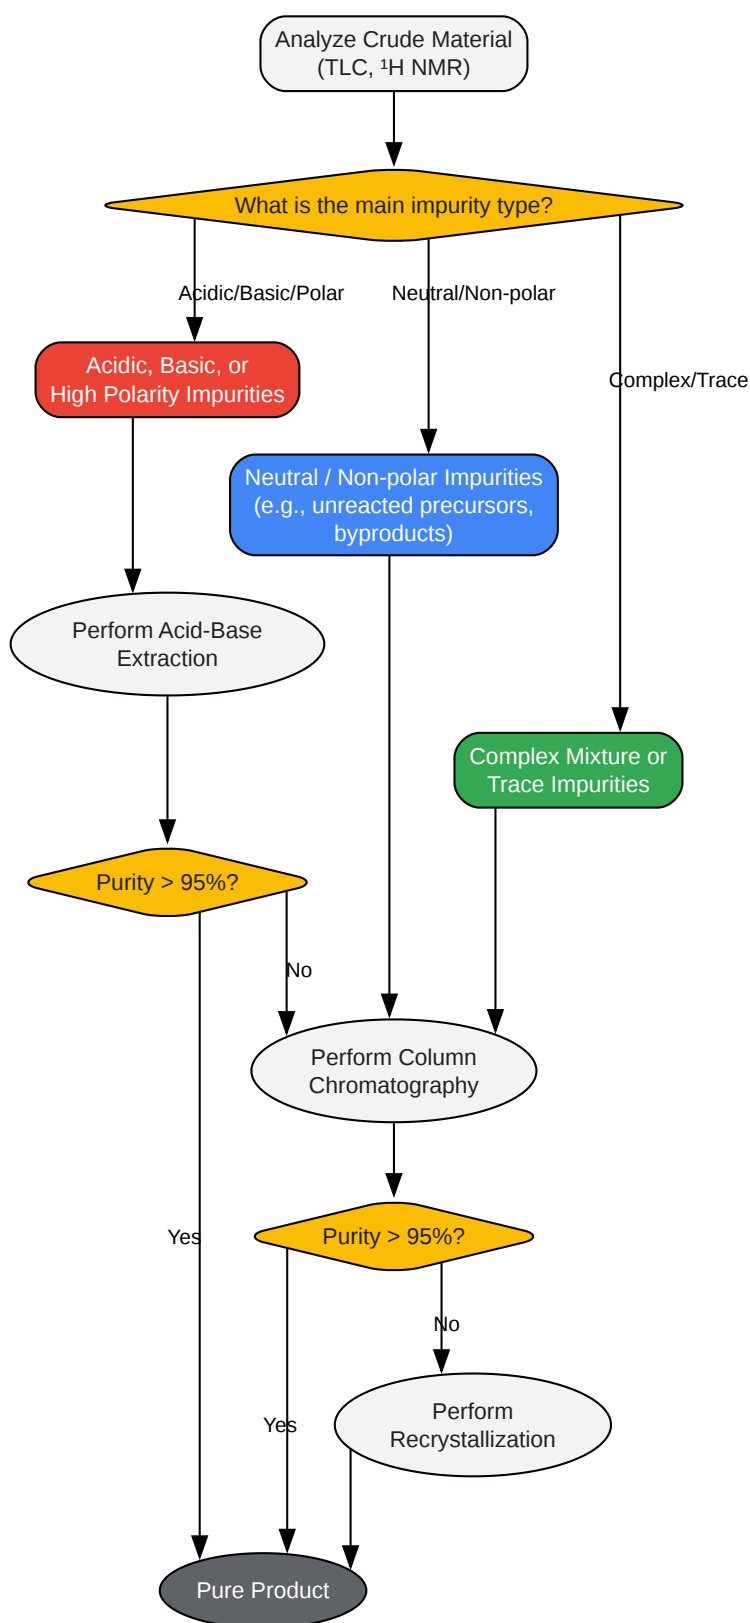 Analyze Crude Material
(TLC, ¹H NMR)
What is the main impurity type?
Acidic/Basic/Polar
Neutral/Non-polar
Acidic, Basic, or
High Polarity Impurities
Complex/Trace
Neutral / Non-polar Impurities
(e.g., unreacted precursors,
byproducts)
Perform Acid-Base
Extraction
Complex Mixture or
Trace Impurities
Purity > 95%?
No
Perform Column
Chromatography
Yes
Purity > 95%?
No
Yes
Perform
Recrystallization
Pure Product